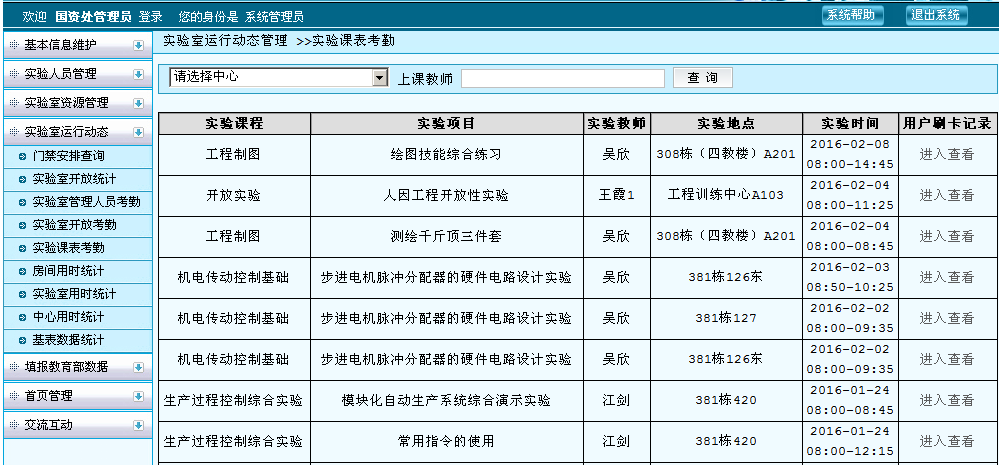 欢迎 国资处管理员 登录 您的身份是 系统管理员 系统帮助 退出系统
基本信息维护
实验人员管理
实验室资源管理
实验室运行动态
门禁安排查询
实验室开放统计
实验室管理人员考勤
实验室开放考勤
实验课表考勤
房间用时统计
实验室用时统计
中心用时统计
基表数据统计
填报教育部数据
首页管理
交流互动
实验室运行动态管理 >>实验课表考勤
请选择中心 上课教师 查 询
实验课程 实验项目 实验教师 实验地点 实验时间 用户刷卡记录
工程制图 绘图技能综合练习 吴欣 308栋（四教楼）A201 2016-02-08 08:00-14:45 进入查看
开放实验 人因工程开放性实验 王霞1 工程训练中心A103 2016-02-04 08:00-11:25 进入查看
工程制图 测绘千斤顶三件套 吴欣 308栋（四教楼）A201 2016-02-04 08:00-08:45 进入查看
机电传动控制基础 步进电机脉冲分配器的硬件电路设计实验 吴欣 381栋126东 2016-02-03 08:50-10:25 进入查看
机电传动控制基础 步进电机脉冲分配器的硬件电路设计实验 吴欣 381栋127 2016-02-02 08:00-09:35 进入查看
机电传动控制基础 步进电机脉冲分配器的硬件电路设计实验 吴欣 381栋126东 2016-02-02 08:00-09:35 进入查看
生产过程控制综合实验 模块化自动生产系统综合演示实验 江剑 381栋420 2016-01-24 08:00-08:45 进入查看
生产过程控制综合实验 常用指令的使用 江剑 381栋420 2016-01-24 08:00-12:15 进入查看